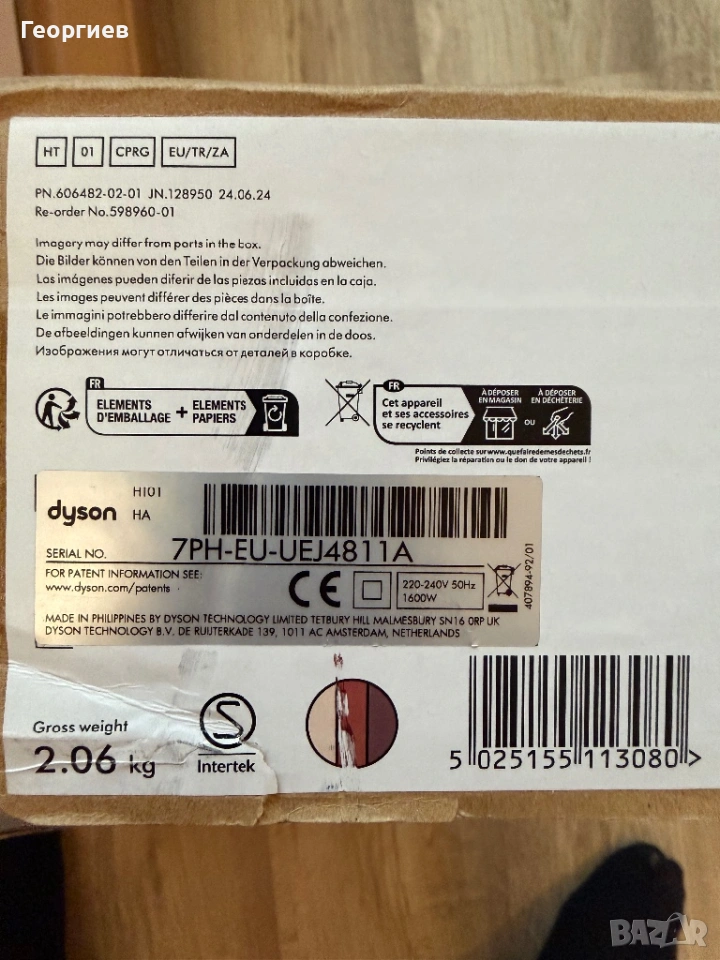 Георгиев
HT 01 CPRG EU/TR/ZA
PN.606482-02-01 JN.128950 24.06.24
Re-order No.598960-01
Imagery may differ from parts in the box.
Die Bilder können von den Teilen in der Verpackung abweichen.
Las imágenes pueden diferir de las piezas incluidas en la caja.
Les images peuvent différer des pièces dans la boîte.
Le immagini potrebbero differire dal contenuto della confezione.
De afbeeldingen kunnen afwijken van onderdelen in de doos.
Изображения могут отличаться от деталей в коробке.
FR
ELEMENTS D'EMBALLAGE + ELEMENTS PAPIERS
FR
Cet appareil
et ses accessoires
se recyclent
À DÉPOSER
EN MAGASIN
OU
À DÉPOSER
EN DÉCHÈTERIE
Points de collecte sur www.quefairedemesdechets.fr
Privilégiez la réparation ou le don de votre appareil !
dyson
H101
HA
SERIAL NO. 7PH-EU-UEJ4811A
FOR PATENT INFORMATION SEE:
www.dyson.com/patents
CE
220-240V 50Hz
1600W
407894-92/01
MADE IN PHILIPPINES BY DYSON TECHNOLOGY LIMITED TETBURY HILL MALMESBURY SN16 0RP UK
DYSON TECHNOLOGY B.V. DE RUIJTERKADE 139, 1011 AC AMSTERDAM, NETHERLANDS
Gross weight
2.06 kg
S
Intertek
5 025155 113080 >
BAZAR